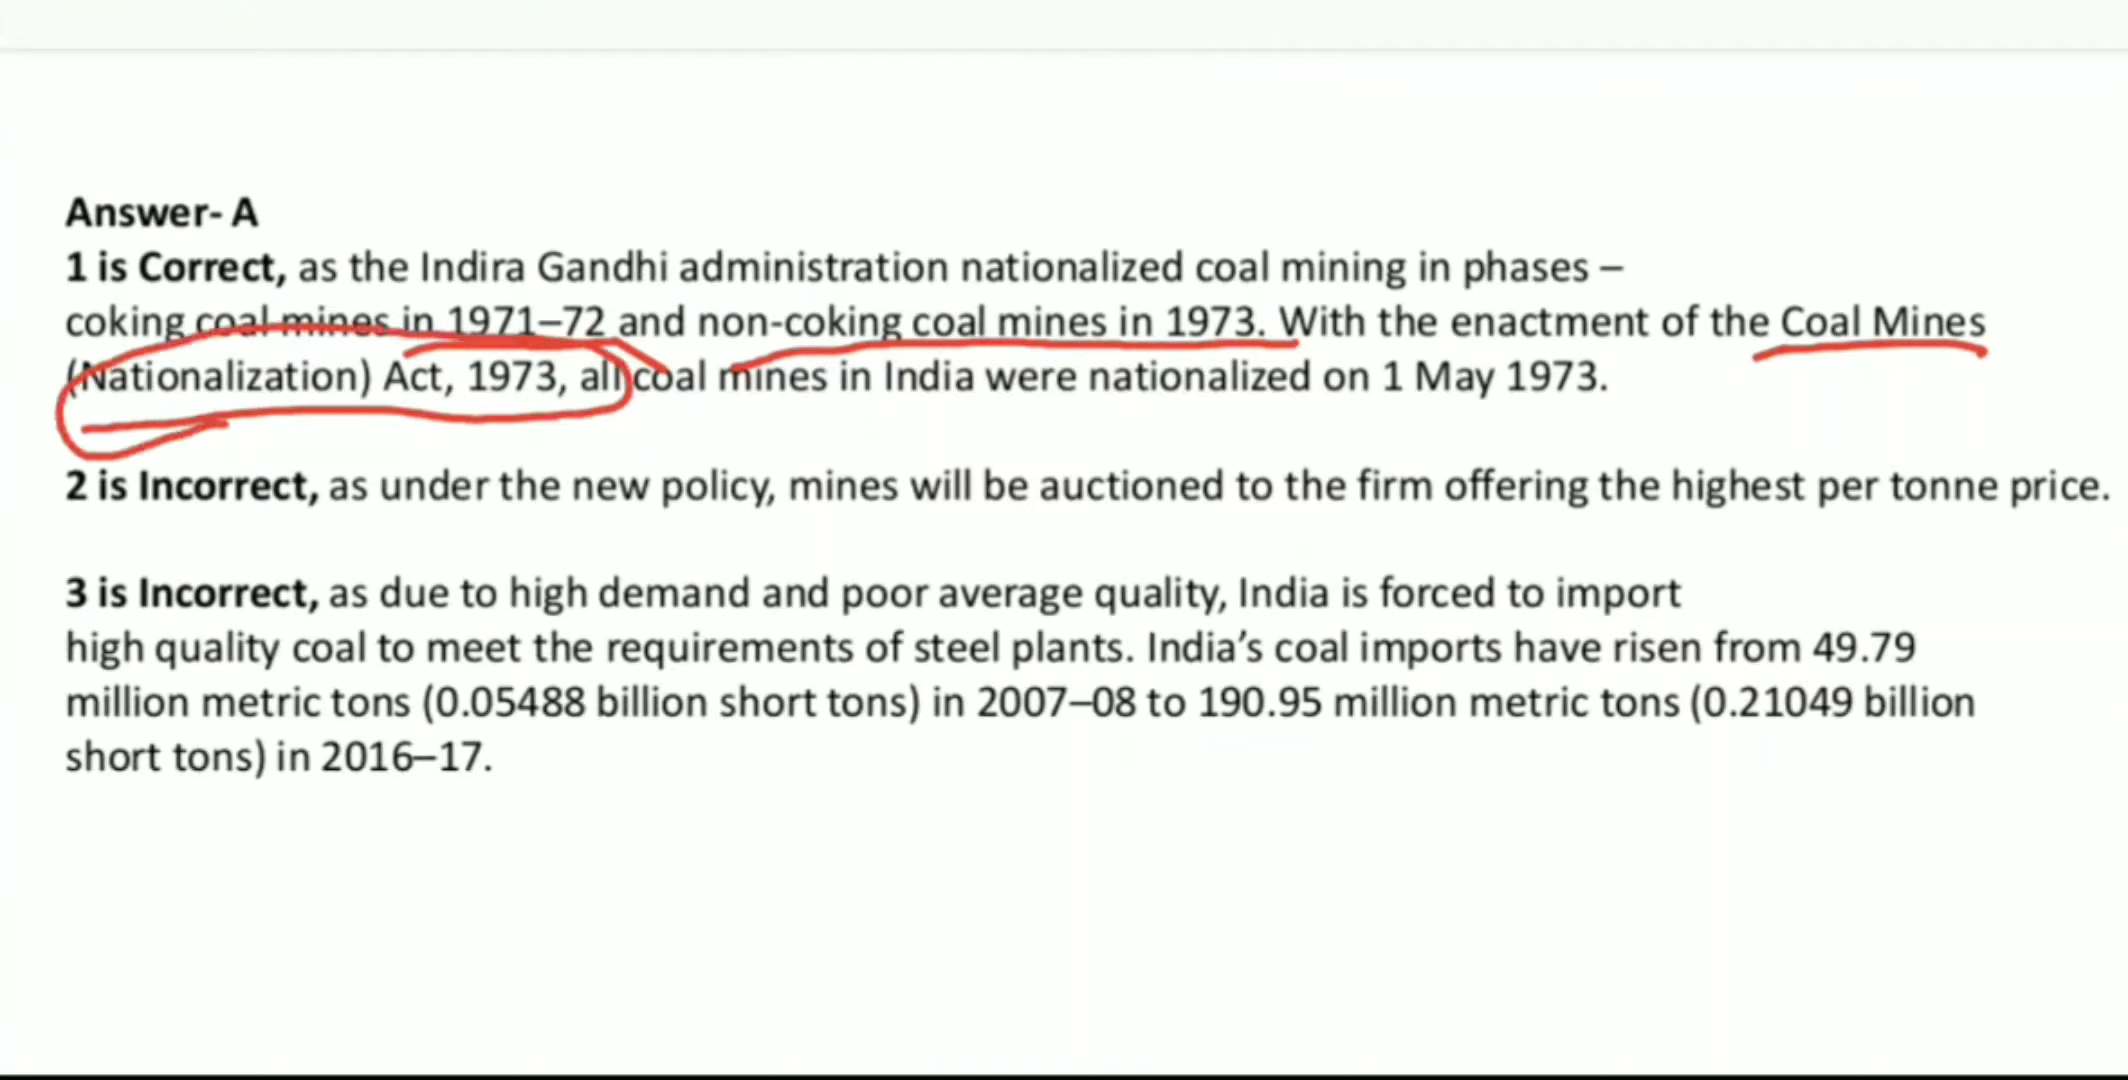 Answer- A
1 is Correct, as the Indira Gandhi administration nationalized coal mining in phases –
coking coal mines in 1971–72 and non-coking coal mines in 1973. With the enactment of the Coal Mines
(Nationalization) Act, 1973, all coal mines in India were nationalized on 1 May 1973.
2 is Incorrect, as under the new policy, mines will be auctioned to the firm offering the highest per tonne price.
3 is Incorrect, as due to high demand and poor average quality, India is forced to import
high quality coal to meet the requirements of steel plants. India's coal imports have risen from 49.79
million metric tons (0.05488 billion short tons) in 2007–08 to 190.95 million metric tons (0.21049 billion
short tons) in 2016–17.